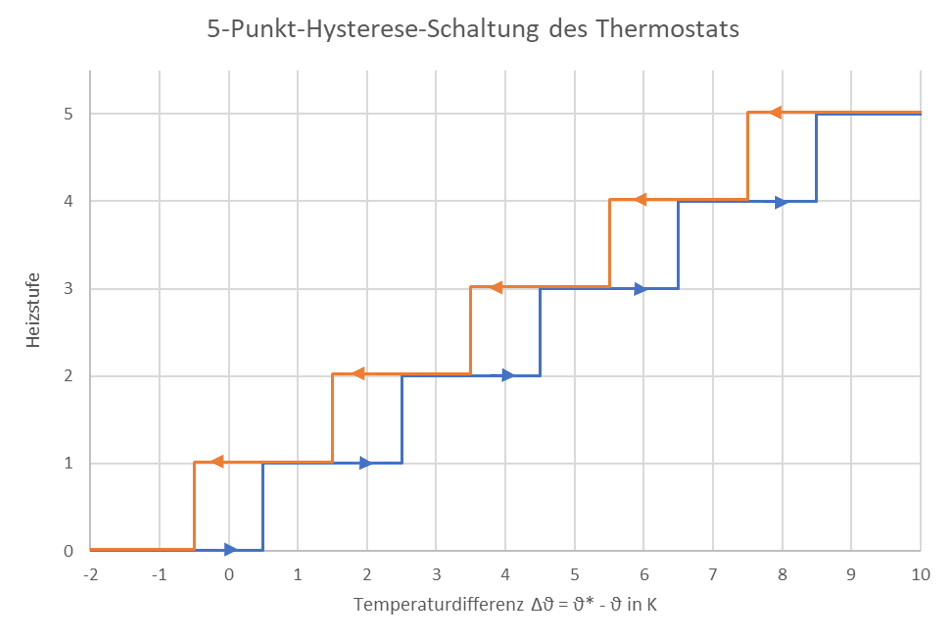 5-Punkt-Hysterese-Schaltung des Thermostats
5
4
3
2
1
0
Heizstufe
-2 -1 0 1 2 3 4 5 6 7 8 9 10
Temperaturdifferenz Δϑ = ϑ* - ϑ in K